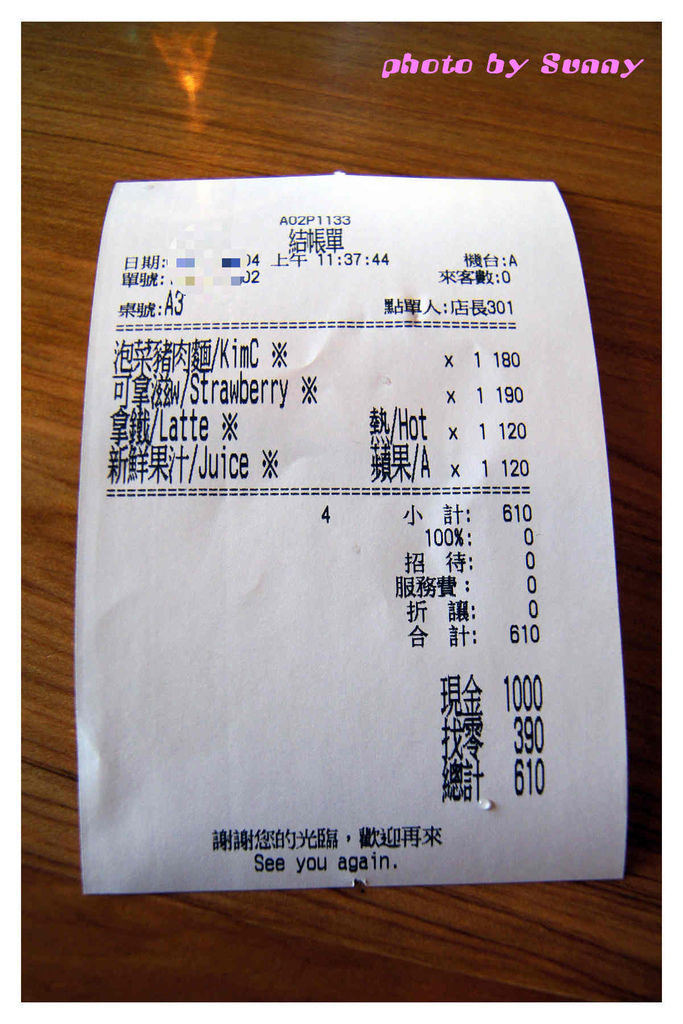 photo by Sunny
A02P1133
結帳單
日期: 04 上午 11:37:44 機台:A
單號: 02 來客數:0
桌號:A3 點單人:店長301
泡菜豬肉麵/KimC ※ x 1 180
可拿滋w/Strawberry ※ x 1 190
拿鐵/Latte ※ 熱/Hot x 1 120
新鮮果汁/Juice ※ 蘋果/A x 1 120
4 小 計: 610
100%: 0
招 待: 0
服務費: 0
折 讓: 0
合 計: 610
現金 1000
找零 390
總計 610
謝謝您的光臨，歡迎再來
See you again.